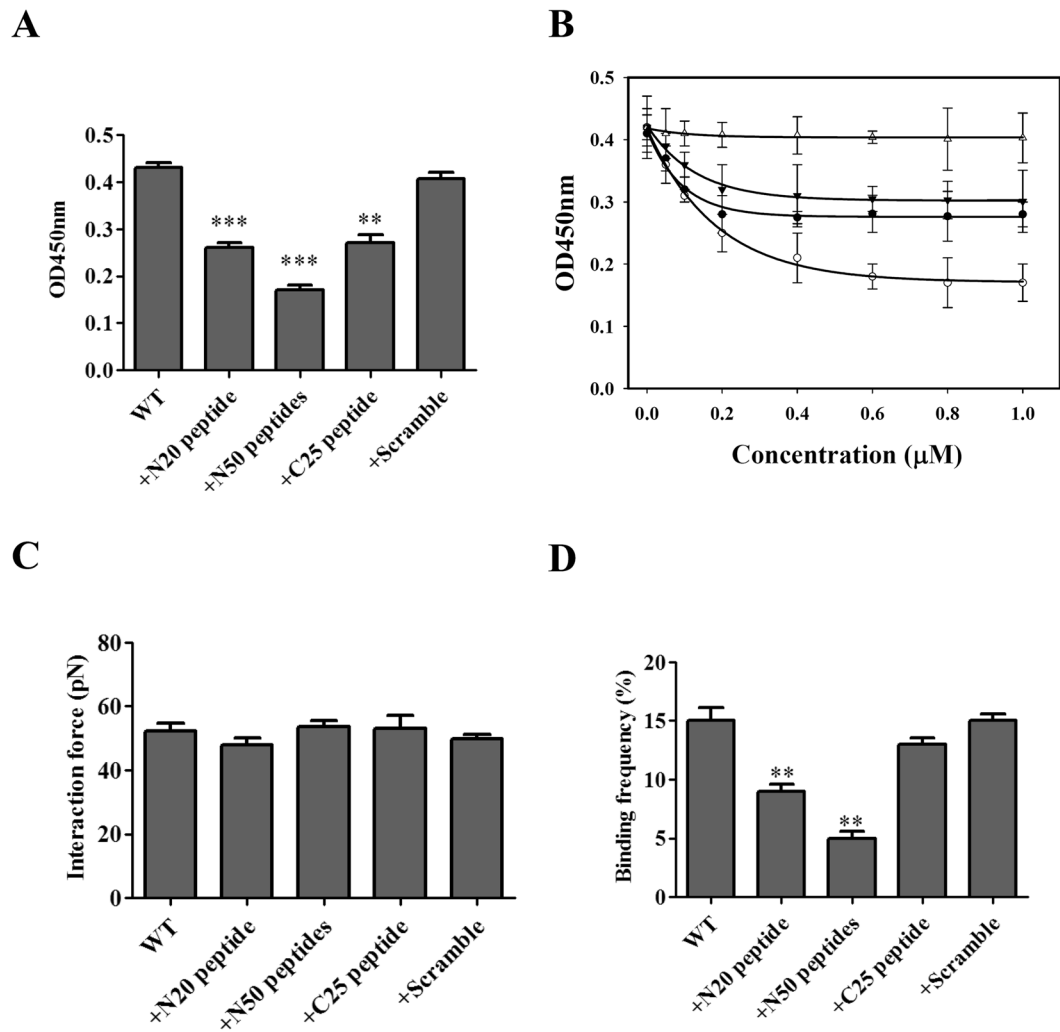 A
OD450nm
0.5
0.4
0.3
0.2
0.1
0.0
***
***
**
WT
+N20 peptide
+N50 peptides
+C25 peptide
+Scramble
B
OD450nm
0.5
0.4
0.3
0.2
0.1
0.0
0.0 0.2 0.4 0.6 0.8 1.0
Concentration (μM)
C
Interaction force (pN)
80
60
40
20
0
WT
+N20 peptide
+N50 peptides
+C25 peptide
+Scramble
D
Binding frequency (%)
20
15
10
5
0
**
**
WT
+N20 peptide
+N50 peptides
+C25 peptide
+Scramble